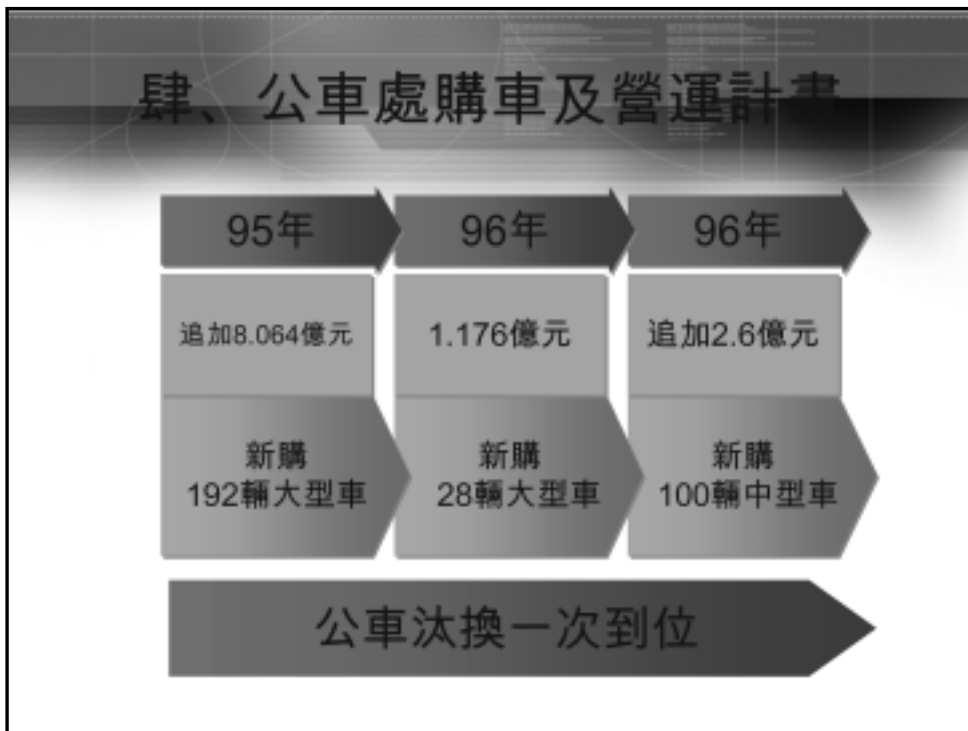 肆、公車處購車及營運計畫
95年
96年
96年
追加8.064億元
1.176億元
追加2.6億元
新購
192輛大型車
新購
28輛大型車
新購
100輛中型車
公車汰換一次到位